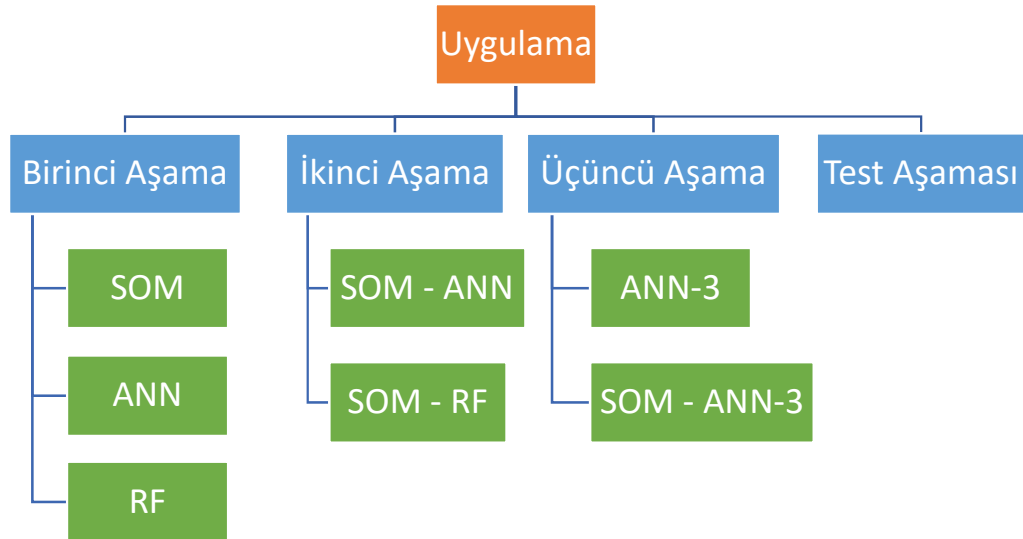 Uygulama
Birinci Aşama
İkinci Aşama
Üçüncü Aşama
Test Aşaması
SOM
ANN
RF
SOM - ANN
SOM - RF
ANN-3
SOM - ANN-3